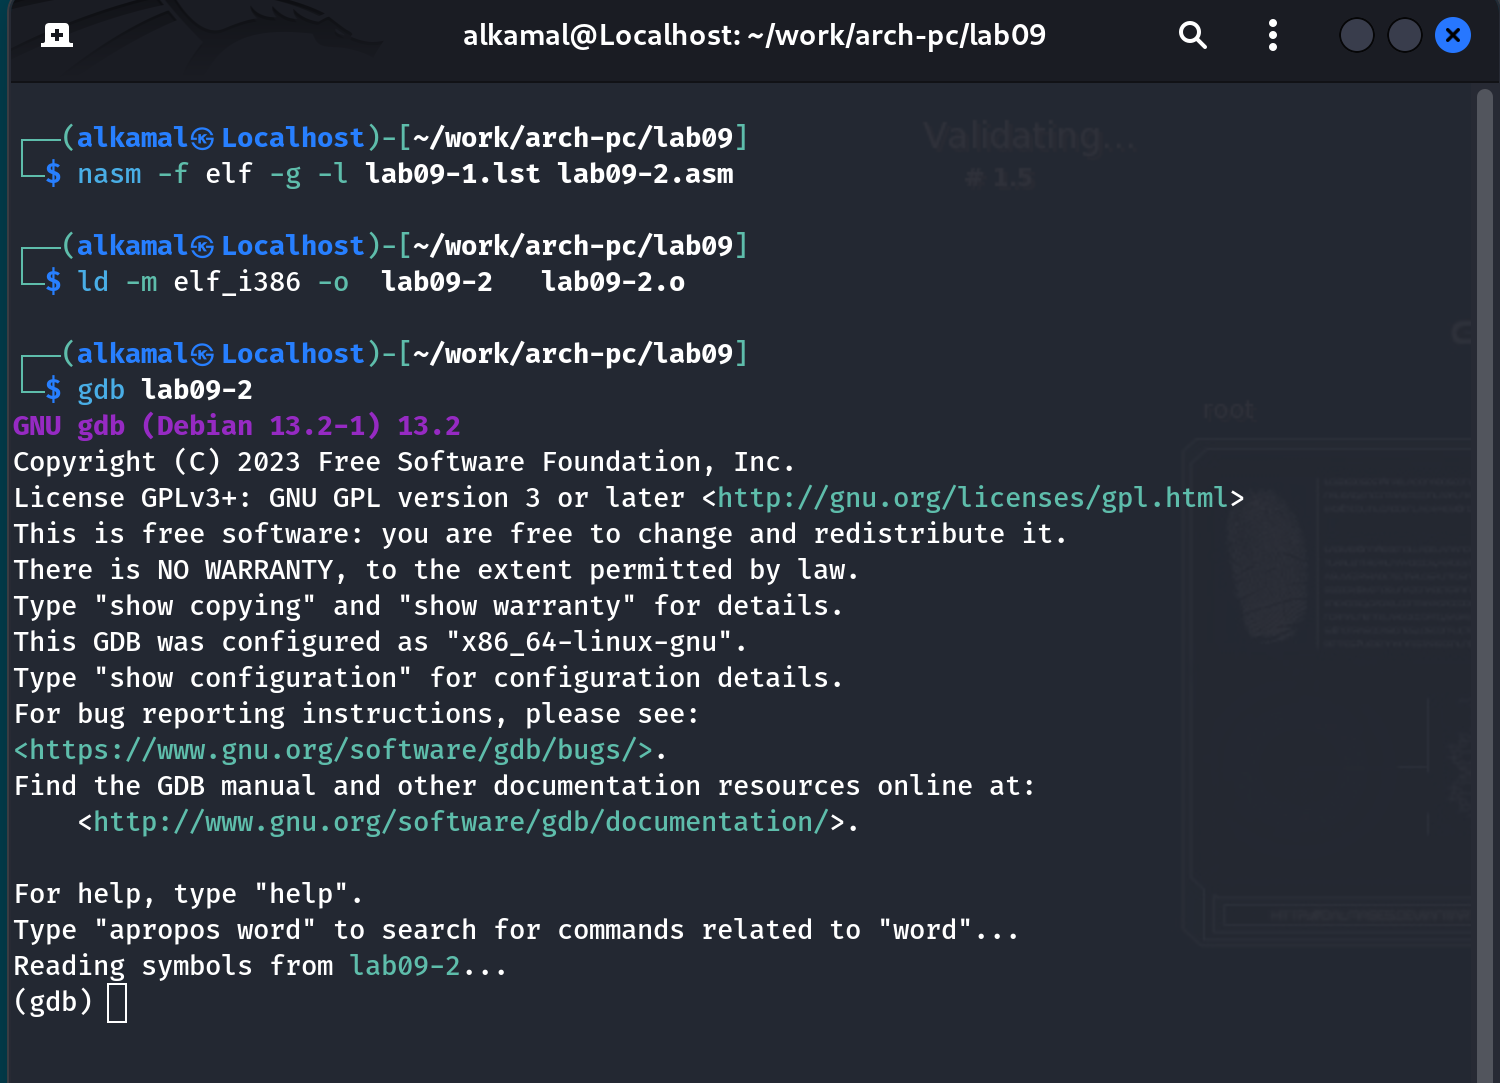 alkamal@Localhost: ~/work/arch-pc/lab09
Validating...
# 1.5
┌──(alkamal㉿Localhost)-[~/work/arch-pc/lab09]
└─$ nasm -f elf -g -l lab09-1.lst lab09-2.asm
┌──(alkamal㉿Localhost)-[~/work/arch-pc/lab09]
└─$ ld -m elf_i386 -o  lab09-2   lab09-2.o
┌──(alkamal㉿Localhost)-[~/work/arch-pc/lab09]
└─$ gdb lab09-2
root
GNU gdb (Debian 13.2-1) 13.2
Copyright (C) 2023 Free Software Foundation, Inc.
License GPLv3+: GNU GPL version 3 or later <http://gnu.org/licenses/gpl.html>
This is free software: you are free to change and redistribute it.
There is NO WARRANTY, to the extent permitted by law.
Type "show copying" and "show warranty" for details.
This GDB was configured as "x86_64-linux-gnu".
Type "show configuration" for configuration details.
For bug reporting instructions, please see:
<https://www.gnu.org/software/gdb/bugs/>.
Find the GDB manual and other documentation resources online at:
    <http://www.gnu.org/software/gdb/documentation/>.
For help, type "help".
Type "apropos word" to search for commands related to "word"...
Reading symbols from lab09-2...
(gdb)